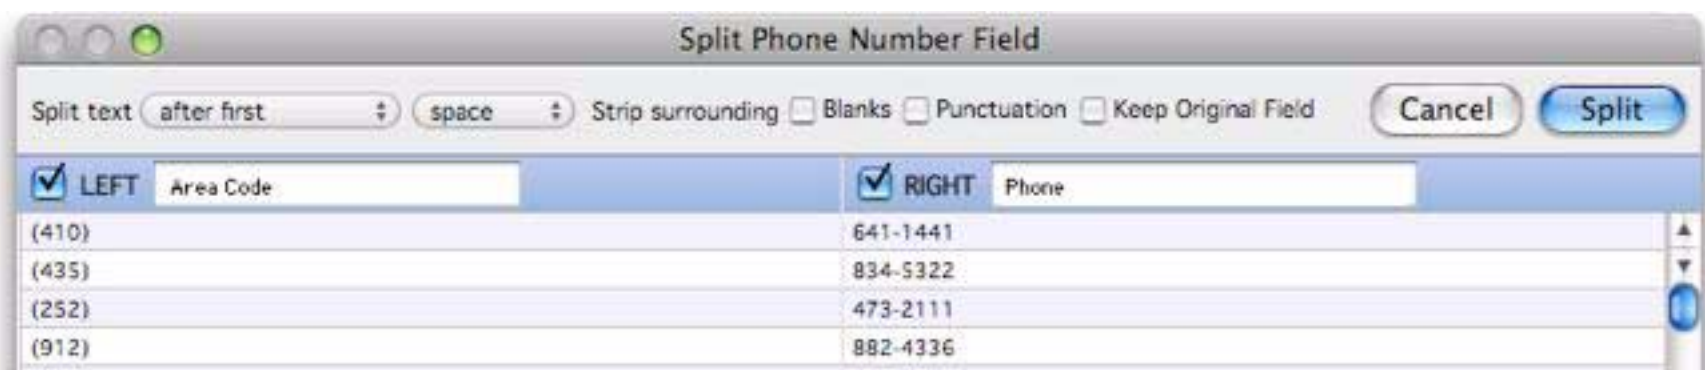 Split Phone Number Field
Split text after first space Strip surrounding Blanks Punctuation Keep Original Field Cancel Split
LEFT Area Code RIGHT Phone
(410) 641-1441
(435) 834-5322
(252) 473-2111
(912) 882-4336